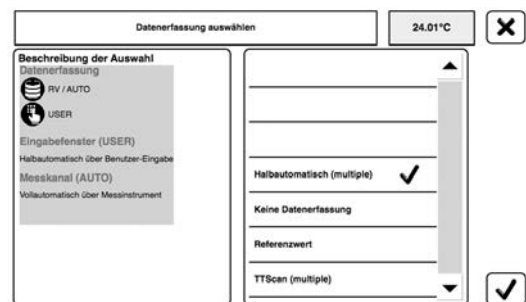 Datenerfassung auswählen
24.01°C
Beschreibung der Auswahl
Datenerfassung
RV / AUTO
USER
Eingabefenster (USER)
Halbautomatisch über Benutzer-Eingabe
Messkanal (AUTO)
Vollautomatisch über Messinstrument
Halbautomatisch (multiple)
Keine Datenerfassung
Referenzwert
TTScan (multiple)